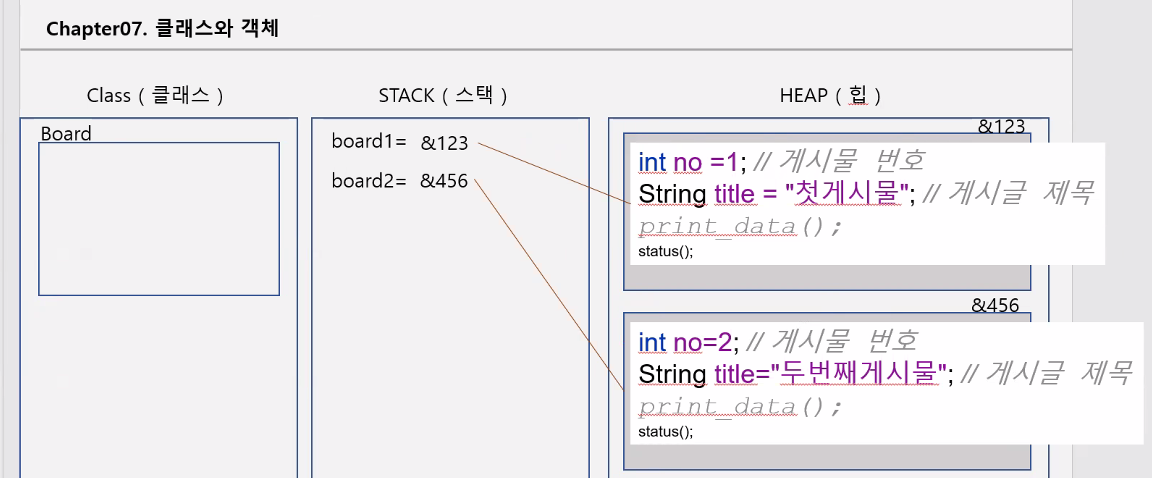 Chapter07. 클래스와 객체
Class ( 클래스 )
Board
STACK ( 스택 )
board1= &123
board2= &456
HEAP ( 힙 )
&123
int no =1; // 게시물 번호
String title = "첫게시물"; // 게시글 제목
print_data();
status();
&456
int no=2; // 게시물 번호
String title="두번째게시물"; // 게시글 제목
print_data();
status();